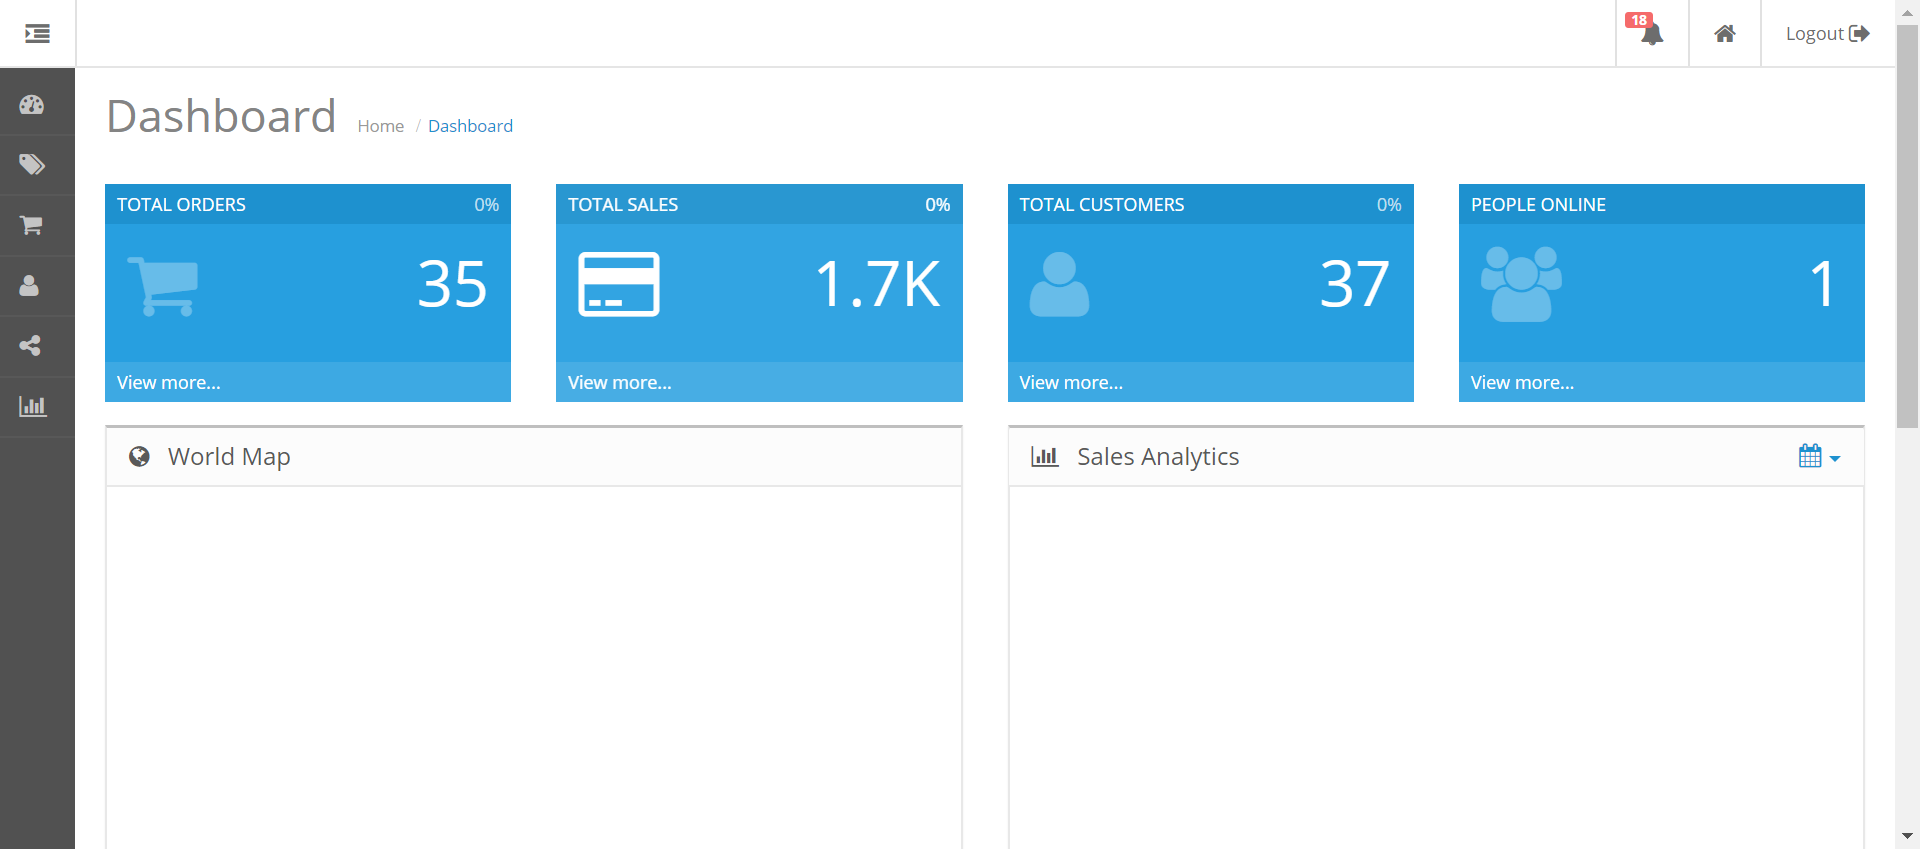 18
Logout
Dashboard
Home / Dashboard
TOTAL ORDERS 0%
35
View more...
TOTAL SALES 0%
1.7K
View more...
TOTAL CUSTOMERS 0%
37
View more...
PEOPLE ONLINE
1
View more...
World Map
Sales Analytics